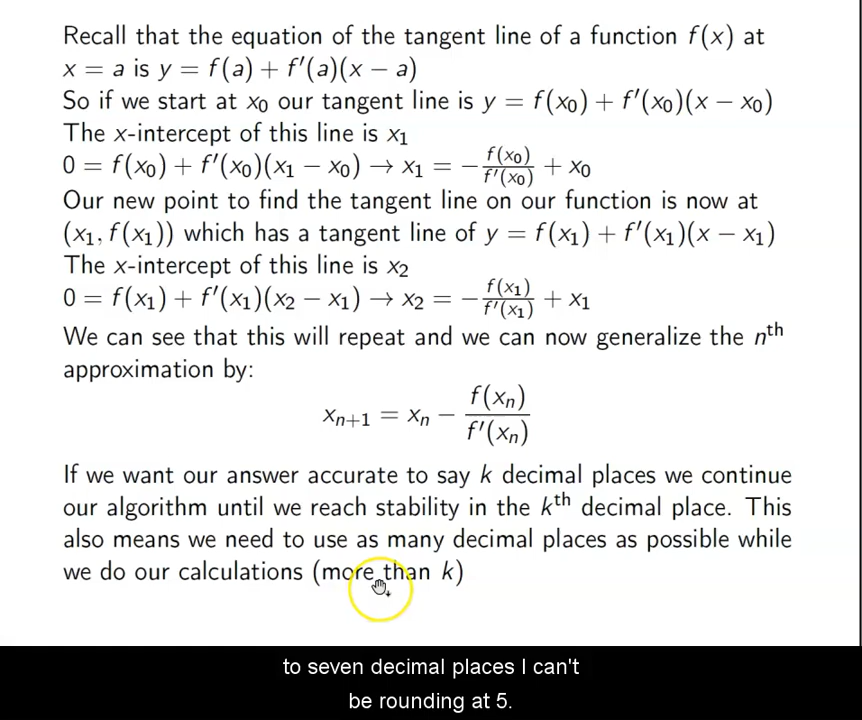 Recall that the equation of the tangent line of a function f(x) at
x = a is y = f(a) + f′(a)(x − a)
So if we start at x₀ our tangent line is y = f(x₀) + f′(x₀)(x − x₀)
The x-intercept of this line is x₁
0 = f(x₀) + f′(x₀)(x₁ − x₀) → x₁ = −f(x₀)/f′(x₀) + x₀
Our new point to find the tangent line on our function is now at
(x₁, f(x₁)) which has a tangent line of y = f(x₁) + f′(x₁)(x − x₁)
The x-intercept of this line is x₂
0 = f(x₁) + f′(x₁)(x₂ − x₁) → x₂ = −f(x₁)/f′(x₁) + x₁
We can see that this will repeat and we can now generalize the nᵗʰ
approximation by:
xₙ₊₁ = xₙ − f(xₙ)/f′(xₙ)
If we want our answer accurate to say k decimal places we continue
our algorithm until we reach stability in the kᵗʰ decimal place. This
also means we need to use as many decimal places as possible while
we do our calculations (more than k)
to seven decimal places I can't
be rounding at 5.